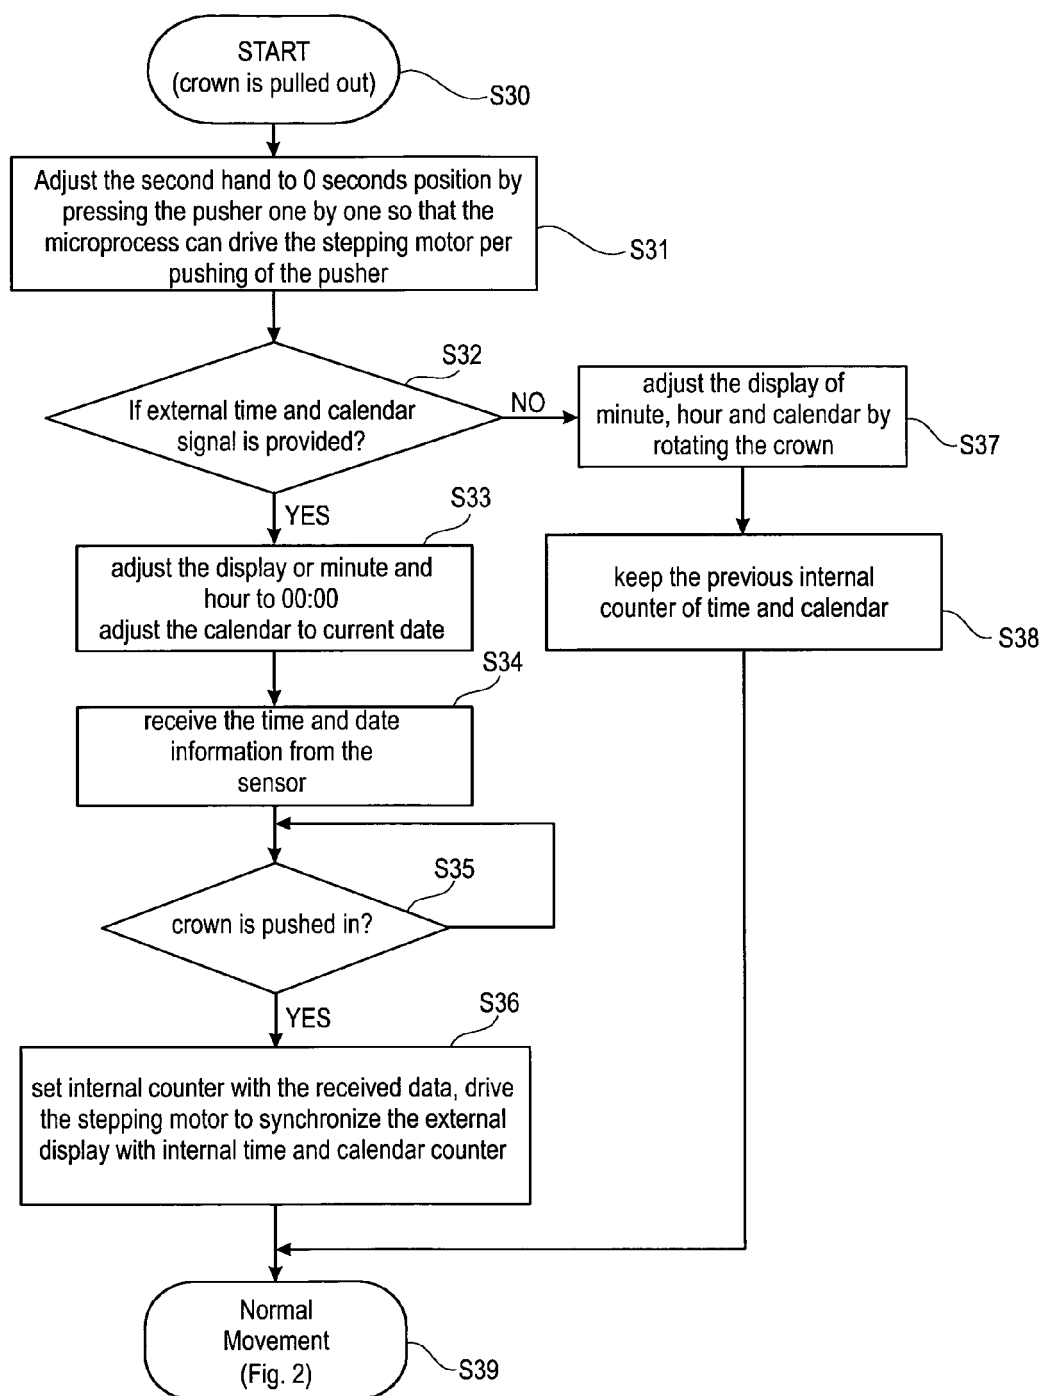 START
(crown is pulled out)
S30
Adjust the second hand to 0 seconds position by
pressing the pusher one by one so that the
microprocess can drive the stepping motor per
pushing of the pusher
S31
S32
If external time and calendar
signal is provided?
NO
adjust the display of
minute, hour and calendar by
rotating the crown
S37
YES
S33
adjust the display or minute and
hour to 00:00
adjust the calendar to current date
keep the previous internal
counter of time and calendar
S38
S34
receive the time and date
information from the
sensor
S35
crown is pushed in?
YES
S36
set internal counter with the received data, drive
the stepping motor to synchronize the external
display with internal time and calendar counter
Normal
Movement
(Fig. 2)
S39